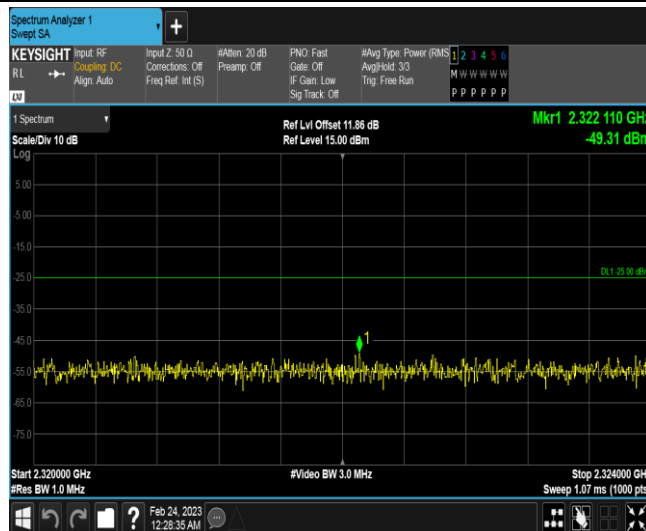 Spectrum Analyzer 1
Swept SA
+
KEYSIGHT
RL
Input: RF
Coupling: DC
Align: Auto
Input Z: 50 Ω
Corrections: Off
Freq Ref: Int (S)
#Atten: 20 dB
Preamp: Off
PNO: Fast
Gate: Off
IF Gain: Low
Sig Track: Off
#Avg Type: Power (RMS
Avg|Hold: 3/3
Trig: Free Run
1 2 3 4 5 6
M W W W W W
P P P P P P
1 Spectrum
Scale/Div 10 dB
Ref Lvl Offset 11.86 dB
Ref Level 15.00 dBm
Mkr1 2.322 110 GHz
-49.31 dBm
Log
5.00
-5.00
-15.0
-25.0
DL1 -25.00 dBm
-35.0
-45.0
1
-55.0
-65.0
-75.0
Start 2.320000 GHz
#Res BW 1.0 MHz
#Video BW 3.0 MHz
Stop 2.324000 GHz
Sweep 1.07 ms (1000 pts
?
Feb 24, 2023
12:28:35 AM